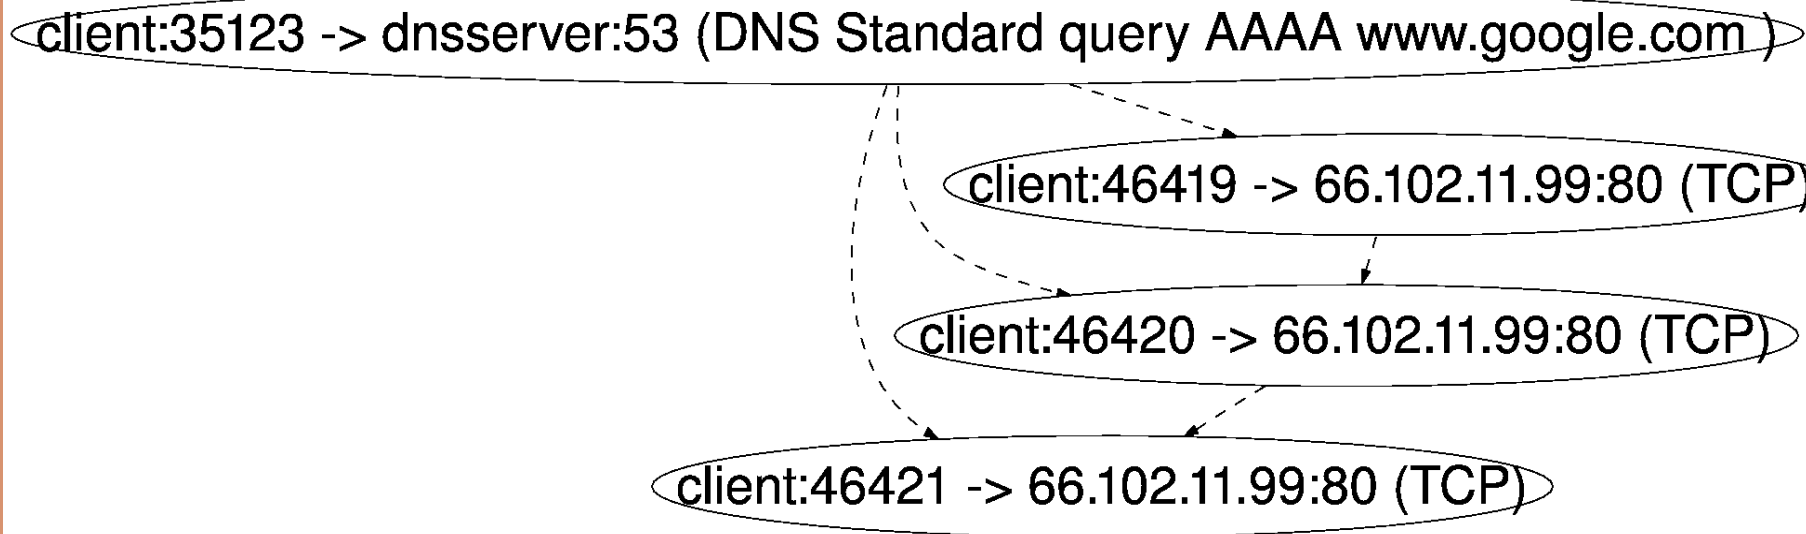 client:35123 -> dnsserver:53 (DNS Standard query AAAA www.google.com )
client:46419 -> 66.102.11.99:80 (TCP)
client:46420 -> 66.102.11.99:80 (TCP)
client:46421 -> 66.102.11.99:80 (TCP)